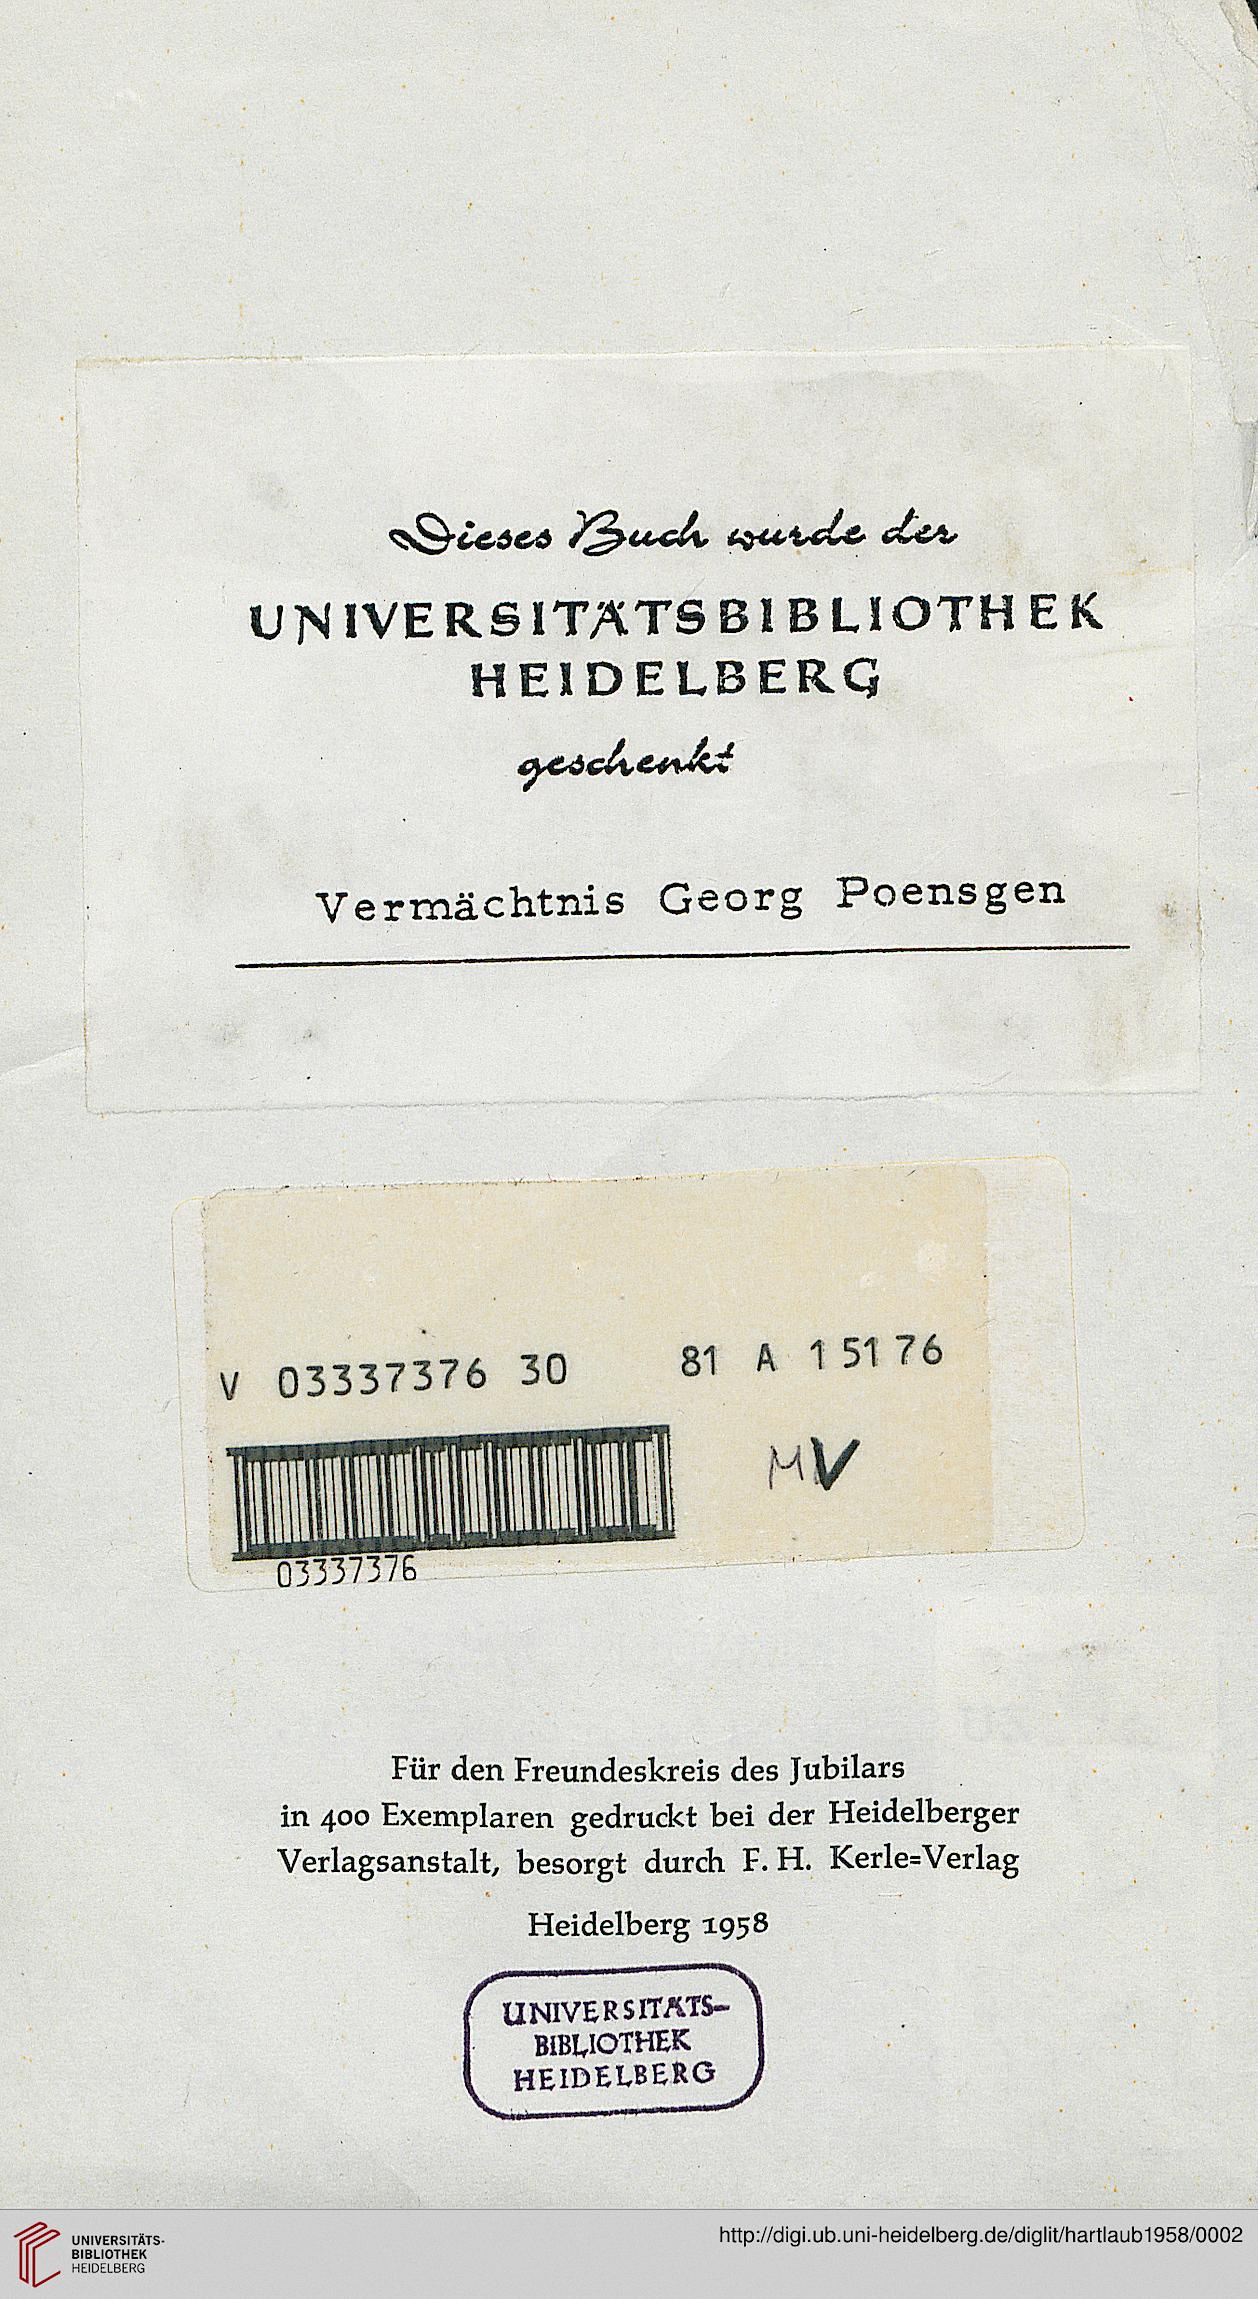 Dieses Buch wurde der
UNIVERSITÄTSBIBLIOTHEK
HEIDELBERG
geschenkt
Vermächtnis Georg Poensgen
V 03337376 30 81 A 15176
MV
03337376
Für den Freundeskreis des Jubilars
in 400 Exemplaren gedruckt bei der Heidelberger
Verlagsanstalt, besorgt durch F. H. Kerle=Verlag
Heidelberg 1958
UNIVERSITÄTS-
BIBLIOTHEK
HEIDELBERG
UNIVERSITÄTS-
BIBLIOTHEK
HEIDELBERG
http://digi.ub.uni-heidelberg.de/diglit/hartlaub1958/0002